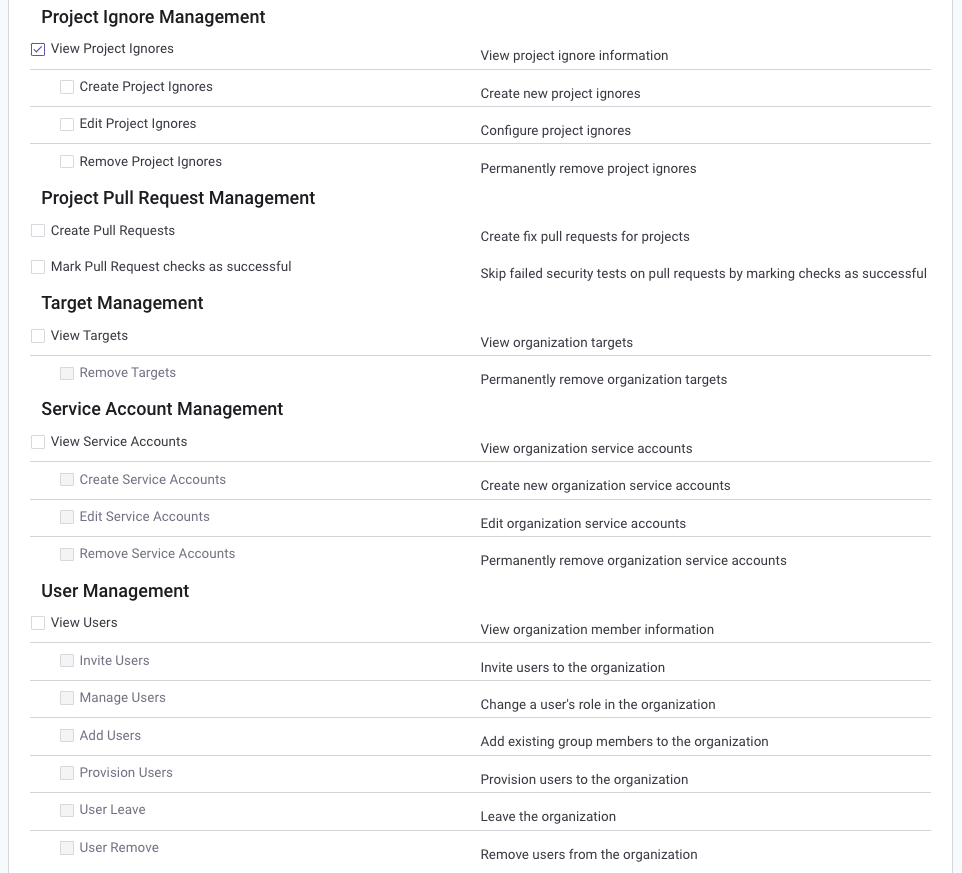 Project Ignore Management
View Project Ignores
View project ignore information
Create Project Ignores
Create new project ignores
Edit Project Ignores
Configure project ignores
Remove Project Ignores
Permanently remove project ignores
Project Pull Request Management
Create Pull Requests
Create fix pull requests for projects
Mark Pull Request checks as successful
Skip failed security tests on pull requests by marking checks as successful
Target Management
View Targets
View organization targets
Remove Targets
Permanently remove organization targets
Service Account Management
View Service Accounts
View organization service accounts
Create Service Accounts
Create new organization service accounts
Edit Service Accounts
Edit organization service accounts
Remove Service Accounts
Permanently remove organization service accounts
User Management
View Users
View organization member information
Invite Users
Invite users to the organization
Manage Users
Change a user's role in the organization
Add Users
Add existing group members to the organization
Provision Users
Provision users to the organization
User Leave
Leave the organization
User Remove
Remove users from the organization